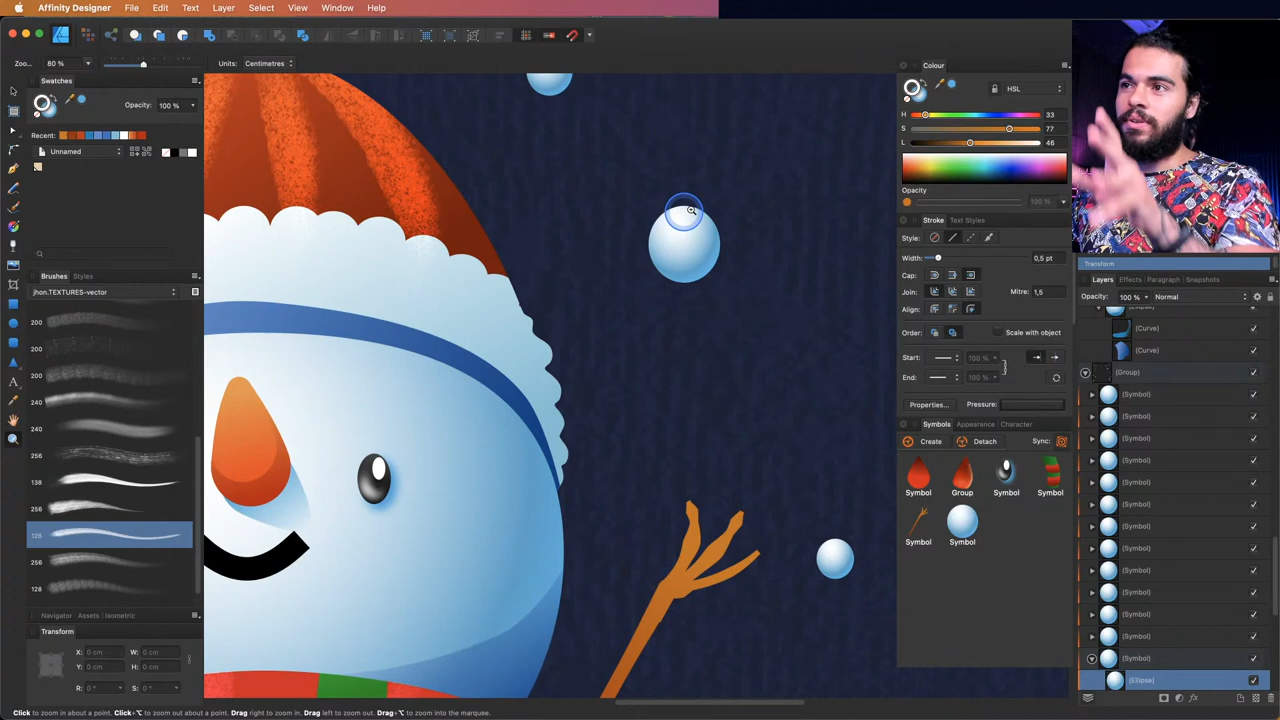 Affinity Designer File Edit Text Layer Select View Window Help
Zoo... 80 % Units: Centimetres
Swatches
Opacity: 100 %
Recent:
Unnamed
Brushes Styles
jhon.TEXTURES-vector
200
200
200
240
240
256
138
256
126
256
128
Navigator Assets Isometric
Transform
X: 0 cm W: 0 cm
Y: 0 cm H: 0 cm
R: 0 ° S: 0 °
Click to zoom in about a point. Click+⌥ to zoom out about a point. Drag right to zoom in. Drag left to zoom out. Drag+⌥ to zoom into the marquee.
Colour
HSL
H 33
S 77
L 46
Opacity
100 %
Stroke Text Styles
Style:
Width: 0,5 pt
Cap:
Join: Mitre: 1,5
Align:
Order: Scale with object
Start: 100 %
End: 100 %
Properties... Pressure:
Symbols Appearance Character
Create Detach Sync:
Symbol Group Symbol Symbol
Symbol Symbol
Transform
Layers Effects Paragraph Snapshots
Opacity: 100 % Normal
(Curve)
(Curve)
(Group)
(Symbol)
(Symbol)
(Symbol)
(Symbol)
(Symbol)
(Symbol)
(Symbol)
(Symbol)
(Symbol)
(Symbol)
(Symbol)
(Symbol)
(Symbol)
(Ellipse)